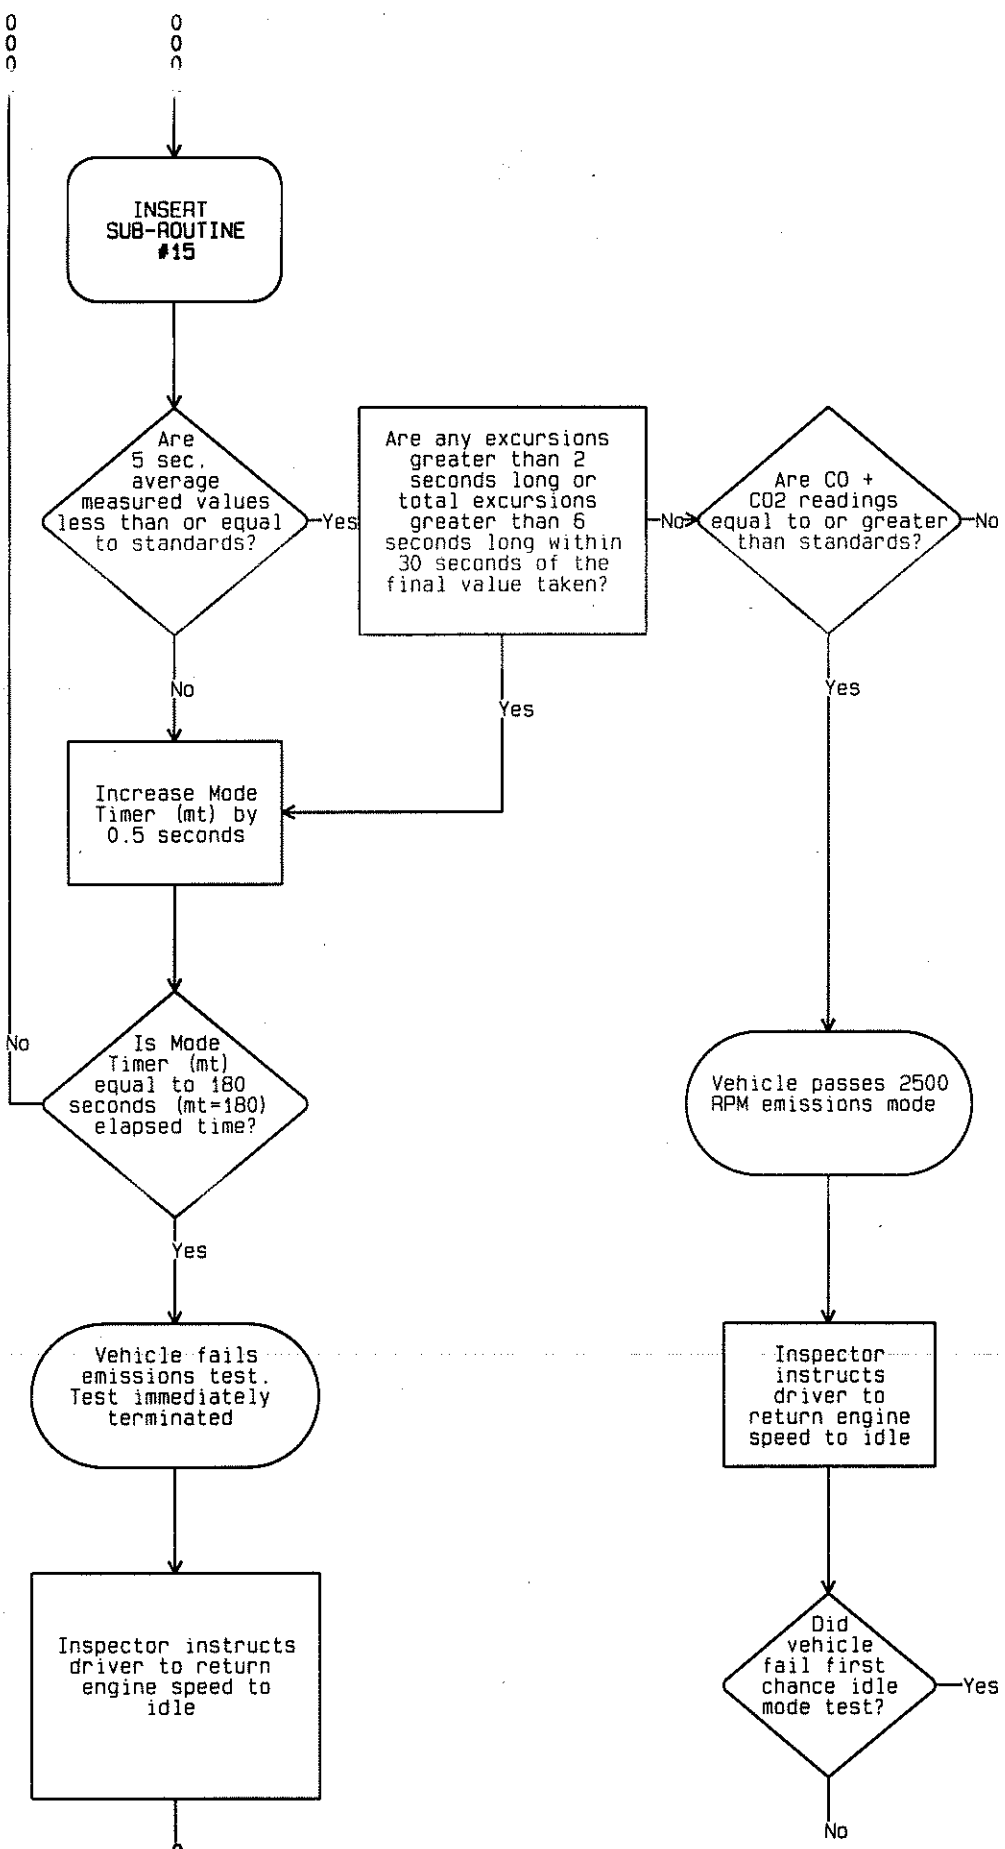 0
0
0
0
0
0
INSERT
SUB-ROUTINE
#15
Are
5 sec.
average
measured values
less than or equal
to standards?
Yes
Are any excursions
greater than 2
seconds long or
total excursions
greater than 6
seconds long within
30 seconds of the
final value taken?
No
Are CO +
CO2 readings
equal to or greater
than standards?
No
No
Yes
Yes
Increase Mode
Timer (mt) by
0.5 seconds
No
Is Mode
Timer (mt)
equal to 180
seconds (mt=180)
elapsed time?
Vehicle passes 2500
RPM emissions mode
Yes
Vehicle fails
emissions test.
Test immediately
terminated
Inspector
instructs
driver to
return engine
speed to idle
Inspector instructs
driver to return
engine speed to
idle
Did
vehicle
fail first
chance idle
mode test?
Yes
No